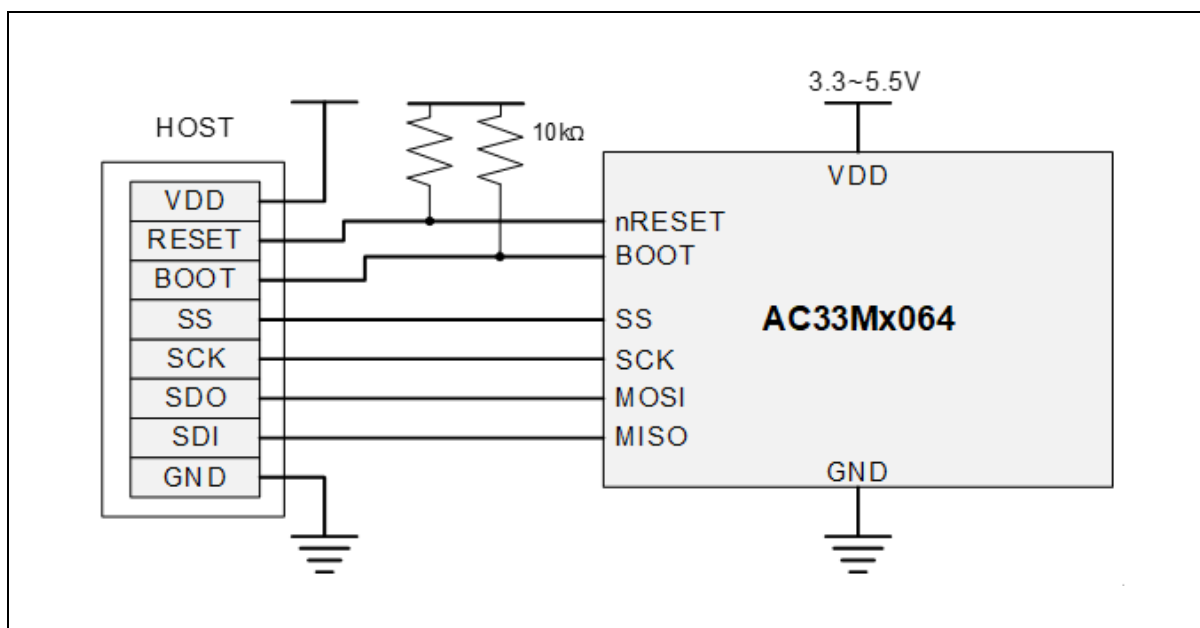 3.3~5.5V
HOST
10kΩ
VDD
VDD
nRESET
RESET
BOOT
BOOT
SS
SS
AC33Mx064
SCK
SCK
SDO
MOSI
SDI
MISO
GND
GND